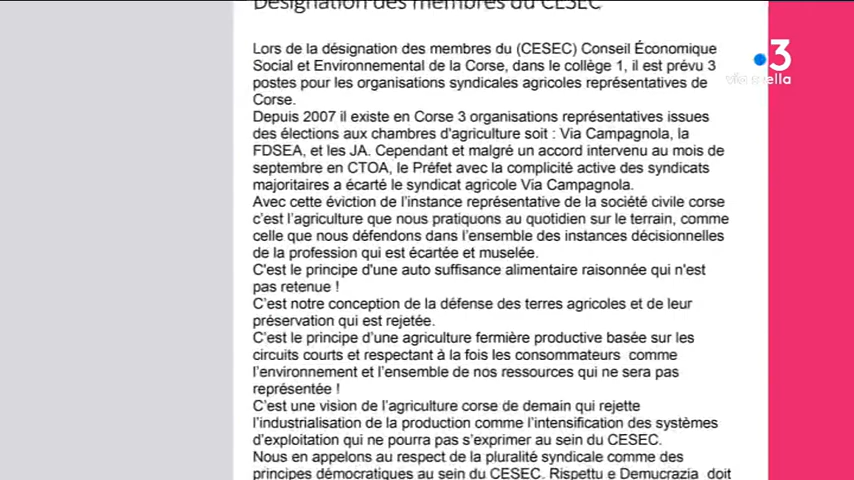 Désignation des membres du CESEC
Lors de la désignation des membres du (CESEC) Conseil Économique
Social et Environnemental de la Corse, dans le collège 1, il est prévu 3
postes pour les organisations syndicales agricoles représentatives de
Corse.
Depuis 2007 il existe en Corse 3 organisations représentatives issues
des élections aux chambres d'agriculture soit : Via Campagnola, la
FDSEA, et les JA. Cependant et malgré un accord intervenu au mois de
septembre en CTOA, le Préfet avec la complicité active des syndicats
majoritaires a écarté le syndicat agricole Via Campagnola.
Avec cette éviction de l'instance représentative de la société civile corse
c'est l'agriculture que nous pratiquons au quotidien sur le terrain, comme
celle que nous défendons dans l'ensemble des instances décisionnelles
de la profession qui est écartée et muselée.
C'est le principe d'une auto suffisance alimentaire raisonnée qui n'est
pas retenue !
C'est notre conception de la défense des terres agricoles et de leur
préservation qui est rejetée.
C'est le principe d'une agriculture fermière productive basée sur les
circuits courts et respectant à la fois les consommateurs  comme
l'environnement et l'ensemble de nos ressources qui ne sera pas
représentée !
C'est une vision de l'agriculture corse de demain qui rejette
l'industrialisation de la production comme l'intensification des systèmes
d'exploitation qui ne pourra pas s'exprimer au sein du CESEC.
Nous en appelons au respect de la pluralité syndicale comme des
principes démocratiques au sein du CESEC. Rispettu e Demucrazia  doit
3
via stella